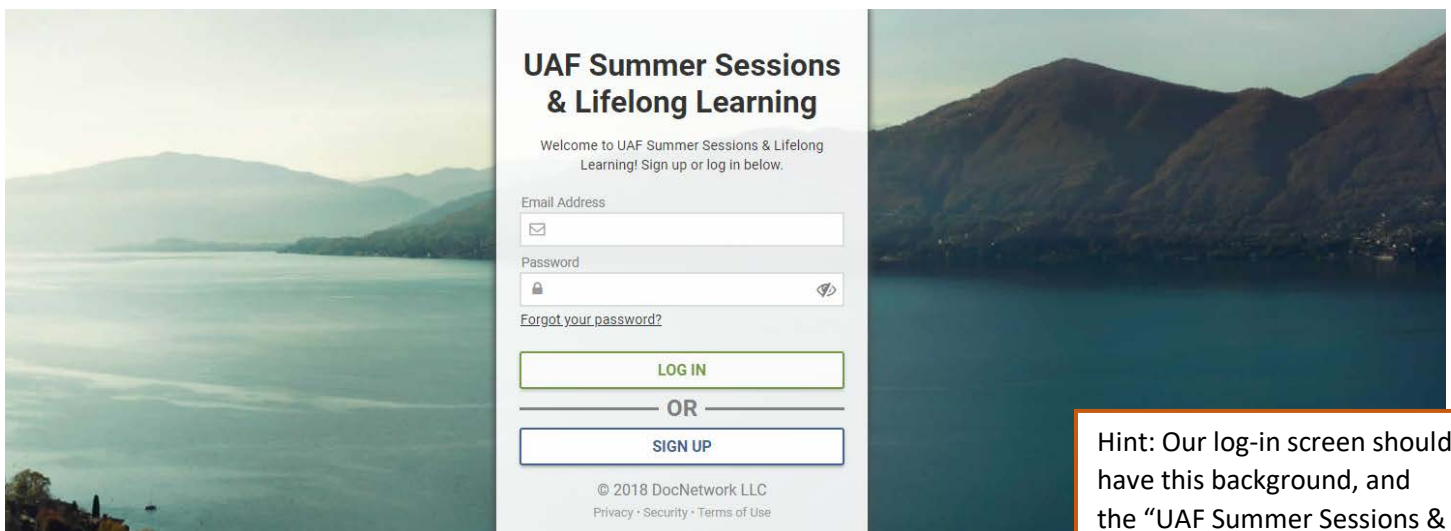 UAF Summer Sessions
& Lifelong Learning
Welcome to UAF Summer Sessions & Lifelong
Learning! Sign up or log in below.
Email Address
Password
Forgot your password?
LOG IN
OR
SIGN UP
© 2018 DocNetwork LLC
Privacy · Security · Terms of Use
Hint: Our log-in screen should
have this background, and
the “UAF Summer Sessions &